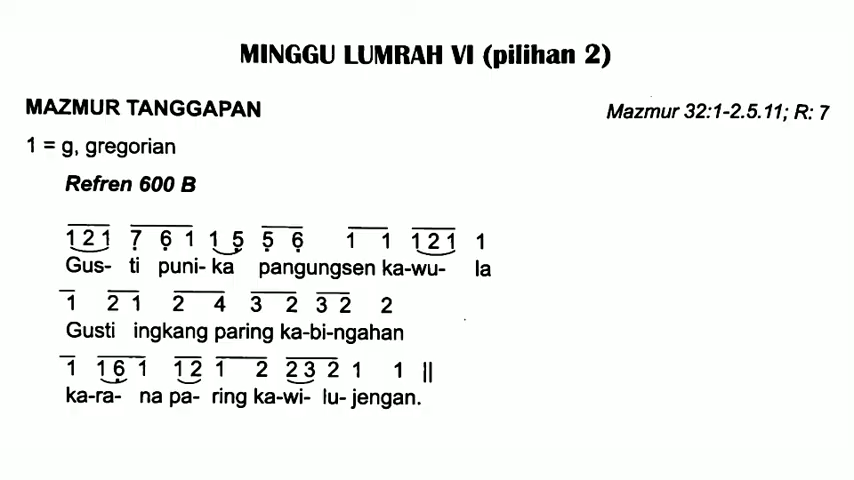 MINGGU LUMRAH VI (pilihan 2)
MAZMUR TANGGAPAN Mazmur 32:1-2.5.11; R: 7
1 = g, gregorian
Refren 600 B
1 2 1 7̣ 6̣ 1 1 5̣ 5̣ 6̣ 1 1 1 2 1 1
Gus- ti puni- ka pangungsen ka-wu- la
1 2 1 2 4 3 2 3 2 2
Gusti ingkang paring ka-bi-ngahan
1 1 6̣ 1 1 2 1 2 2 3 2 1 1 ||
ka-ra- na pa- ring ka-wi- lu- jengan.